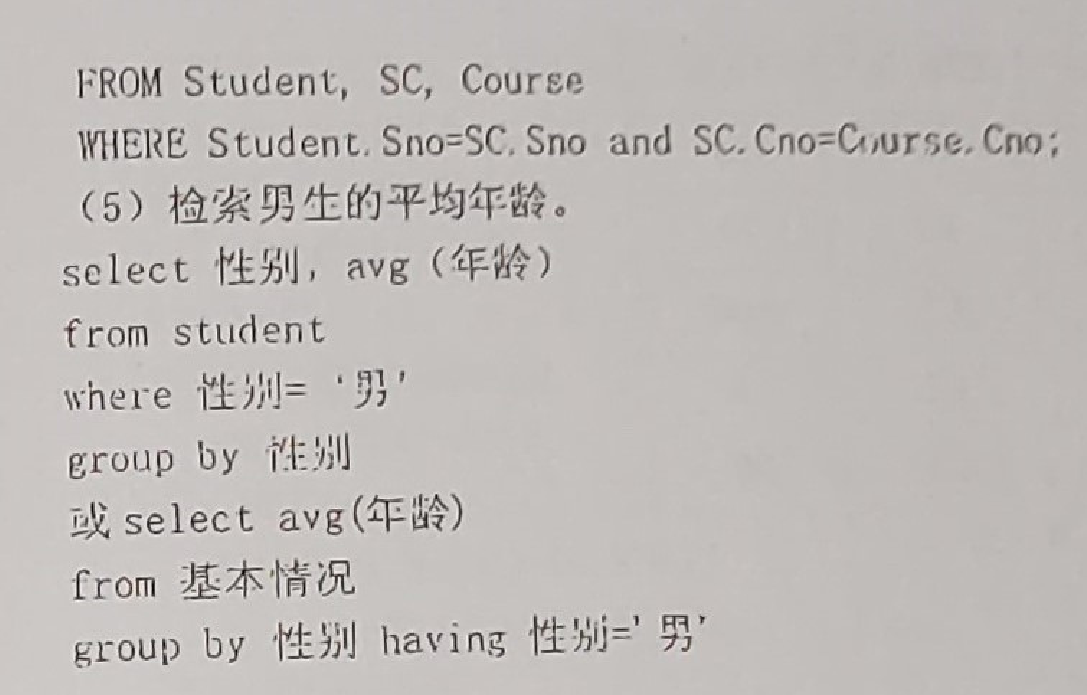 FROM Student, SC, Course
WHERE Student.Sno=SC.Sno and SC.Cno=Course.Cno;
（5）检索男生的平均年龄。
select 性别，avg（年龄）
from student
where 性别= ‘男’
group by 性别
或 select avg(年龄)
from 基本情况
group by 性别 having 性别=’男’